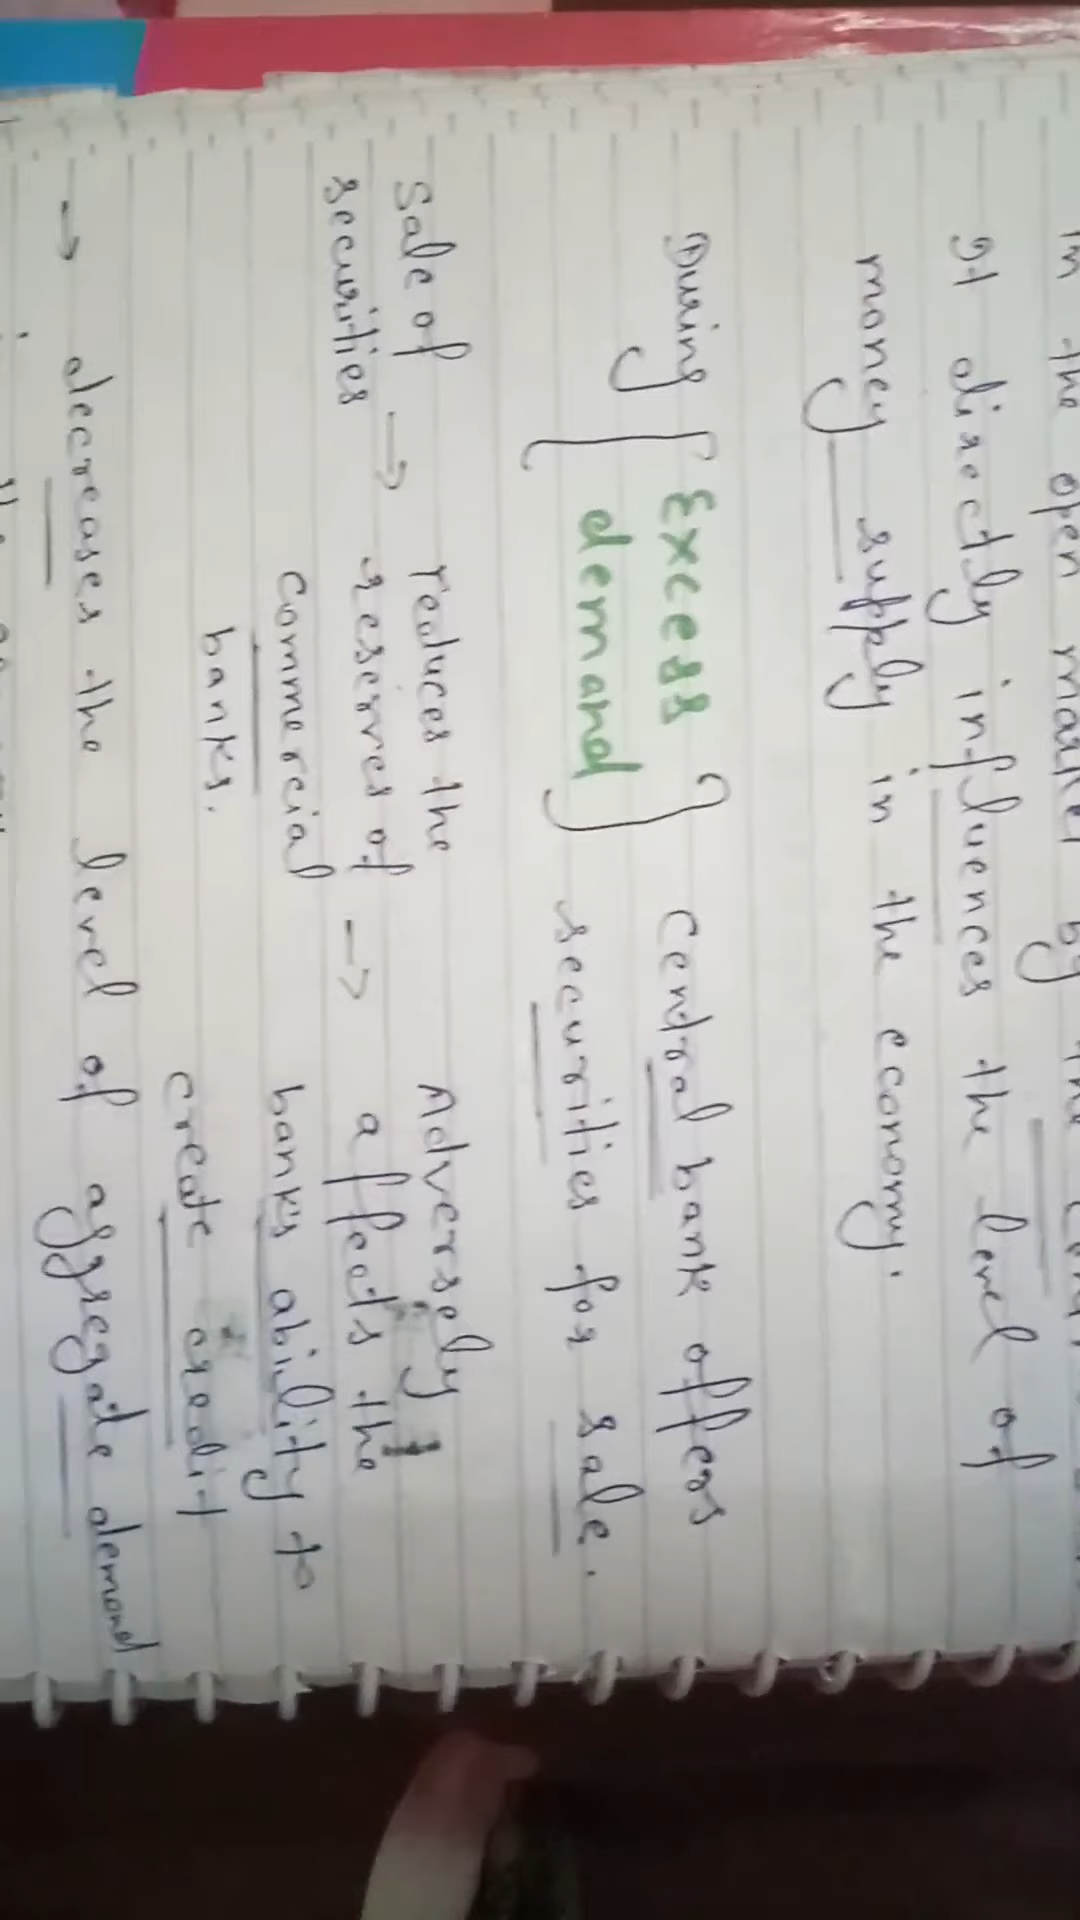 in the open market by the
It directly influences the level of
money supply in the economy.
During { Excess demand } Central bank offers
securities for sale.
Sale of securities → reduces the reserves of commercial banks. → Adversely affects the banks ability to create credit
→ decreases the level of aggregate demand